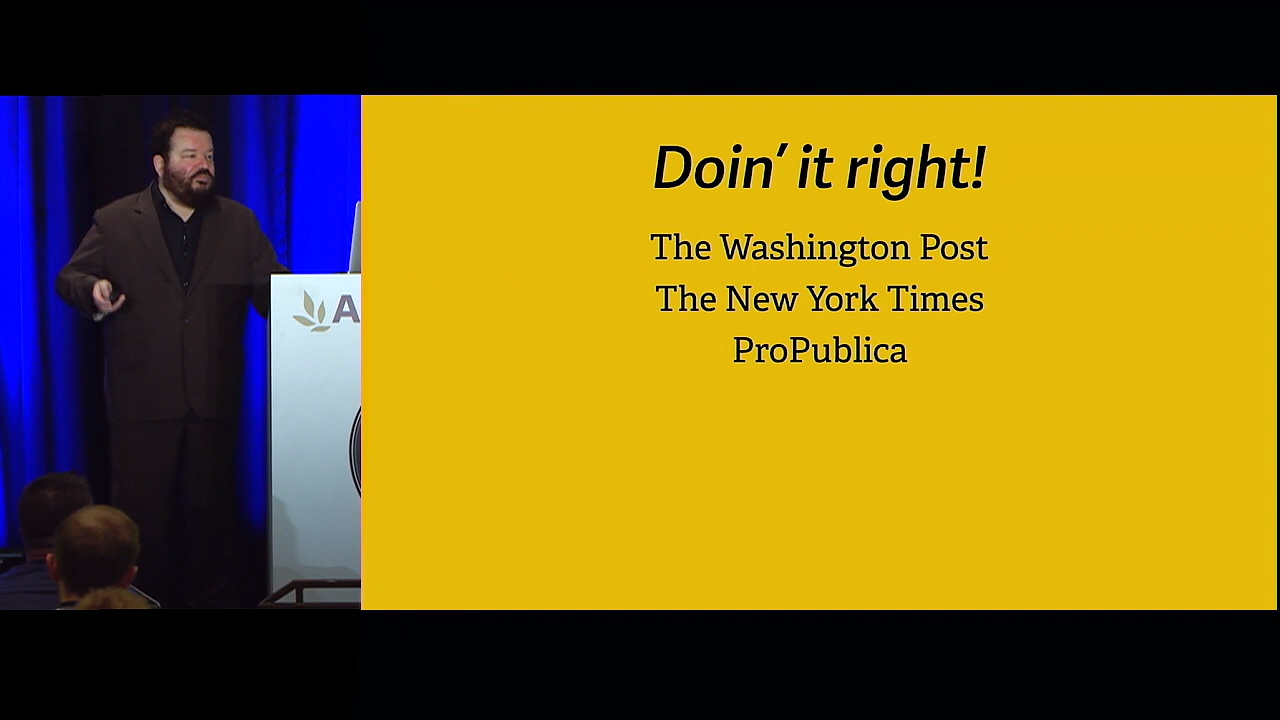 Doin’ it right!
The Washington Post
The New York Times
ProPublica
A